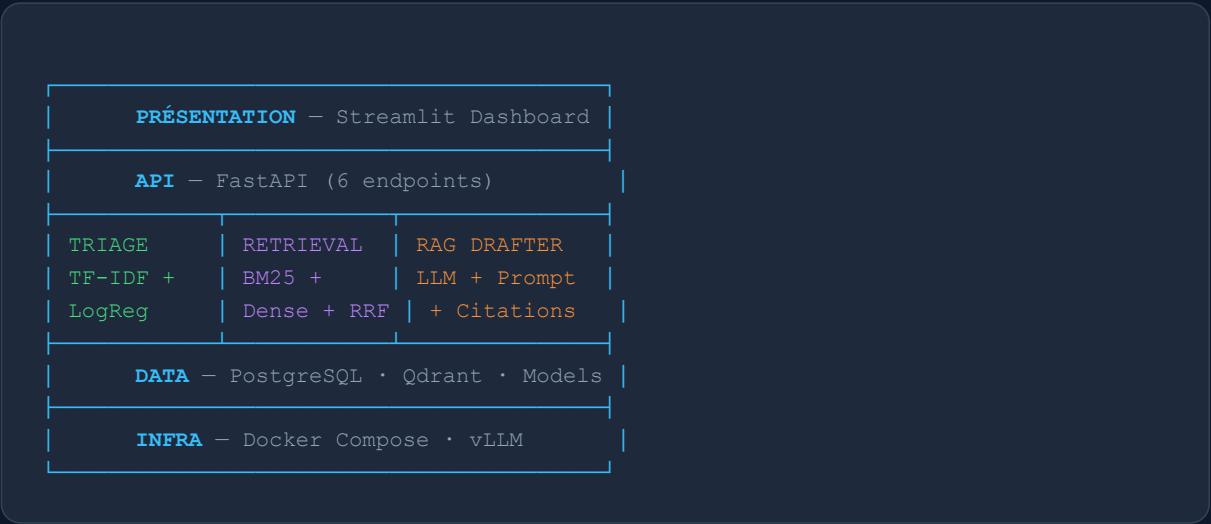 PRÉSENTATION — Streamlit Dashboard
API — FastAPI (6 endpoints)
TRIAGE RETRIEVAL RAG DRAFTER
TF-IDF + BM25 + LLM + Prompt
LogReg Dense + RRF + Citations
DATA — PostgreSQL · Qdrant · Models
INFRA — Docker Compose · vLLM